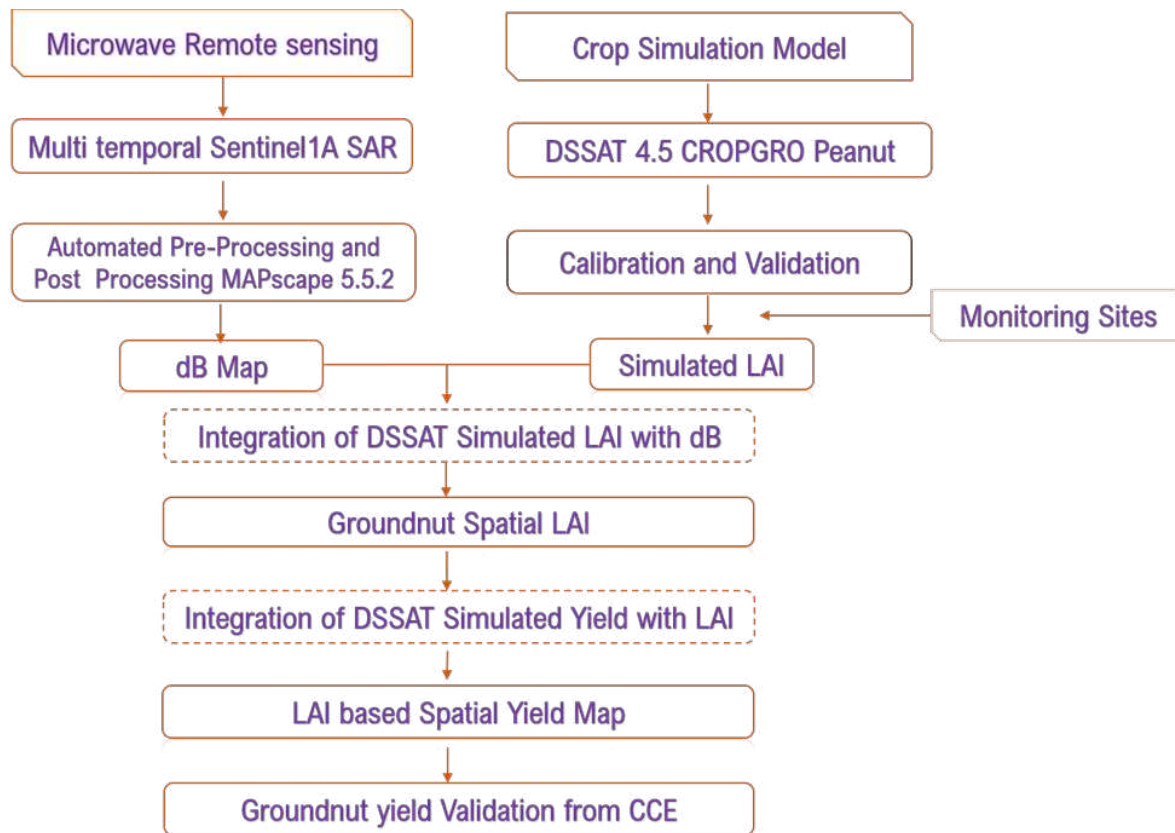 Microwave Remote sensing
Multi temporal Sentinel1A SAR
Automated Pre-Processing and
Post Processing MAPscape 5.5.2
dB Map
Crop Simulation Model
DSSAT 4.5 CROPGRO Peanut
Calibration and Validation
Monitoring Sites
Simulated LAI
Integration of DSSAT Simulated LAI with dB
Groundnut Spatial LAI
Integration of DSSAT Simulated Yield with LAI
LAI based Spatial Yield Map
Groundnut yield Validation from CCE